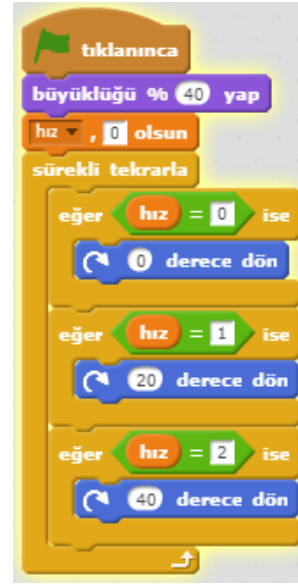 tıklanınca
büyüklüğü % 40 yap
hız , 0 olsun
sürekli tekrarla
eğer hız = 0 ise
0 derece dön
eğer hız = 1 ise
20 derece dön
eğer hız = 2 ise
40 derece dön